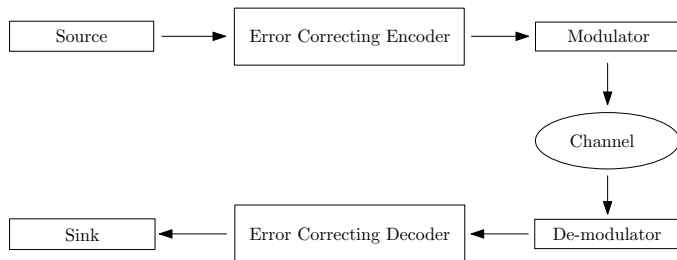 Source
Error Correcting Encoder
Modulator
Channel
De-modulator
Error Correcting Decoder
Sink